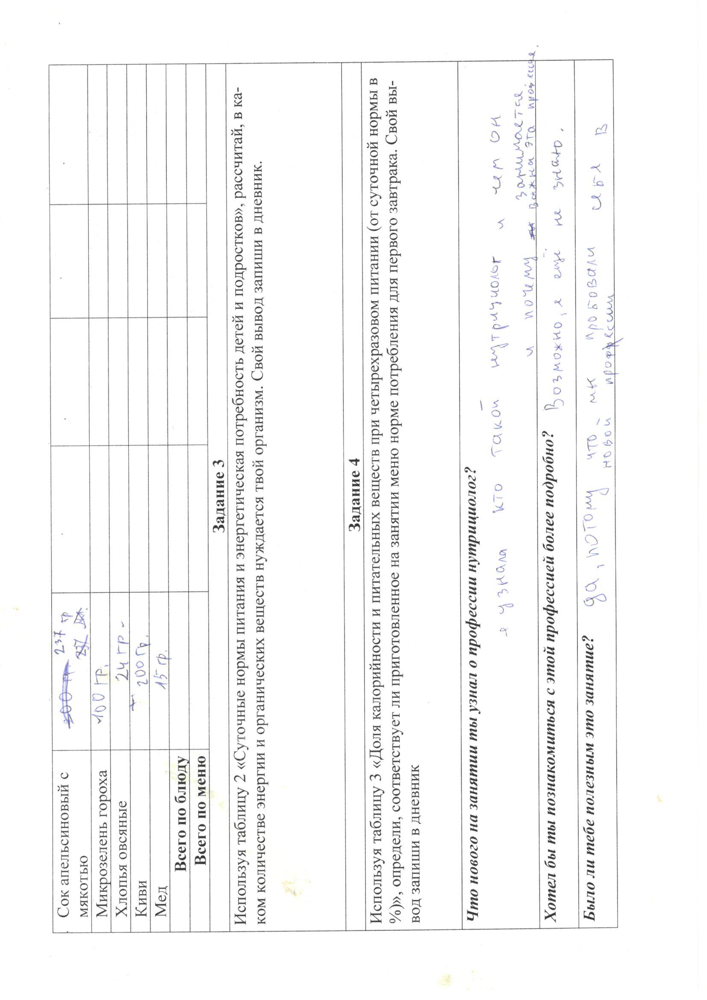 Сок апельсиновый с 237 гр
мякотью
Микрозелень гороха 100 гр.
Хлопья овсяные 24 гр.
Киви 200 гр.
Мед 15 гр.
Всего по блюду
Всего по меню
Задание 3
Используя таблицу 2 «Суточные нормы питания и энергетическая потребность детей и подростков», рассчитай, в ка-
ком количестве энергии и органических веществ нуждается твой организм. Свой вывод запиши в дневник.
Задание 4
Используя таблицу 3 «Доля калорийности и питательных веществ при четырехразовом питании (от суточной нормы в
%)», определи, соответствует ли приготовленное на занятии меню норме потребления для первого завтрака. Свой вы-
вод запиши в дневник
Что нового на занятии ты узнал о профессии нутрициолог?
я узнала кто такой нутрициолог и чем он
занимается
и почему важна эта профессия.
Хотел бы ты познакомиться с этой профессией более подробно? Возможно, я ещё не знаю.
Было ли тебе полезным это занятие? да, потому что мы пробовали себя в
новой профессии